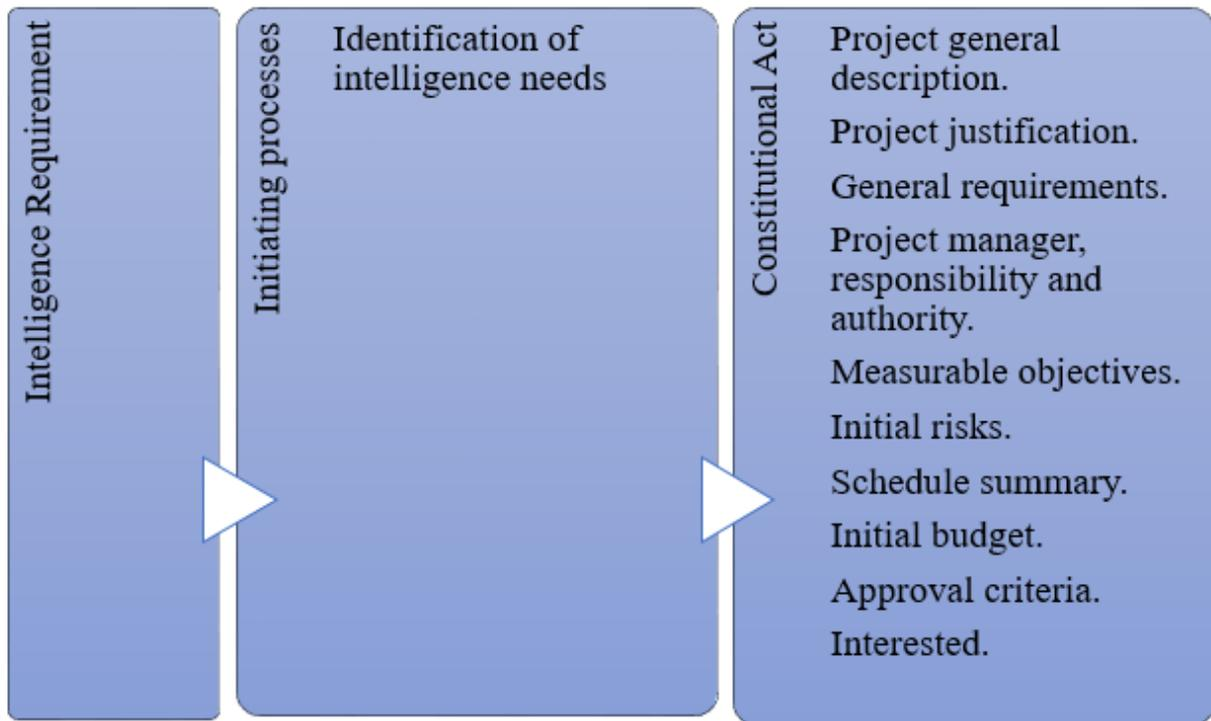 Intelligence Requirement
Initiating processes
Identification of
intelligence needs
Constitutional Act
Project general
description.
Project justification.
General requirements.
Project manager,
responsibility and
authority.
Measurable objectives.
Initial risks.
Schedule summary.
Initial budget.
Approval criteria.
Interested.